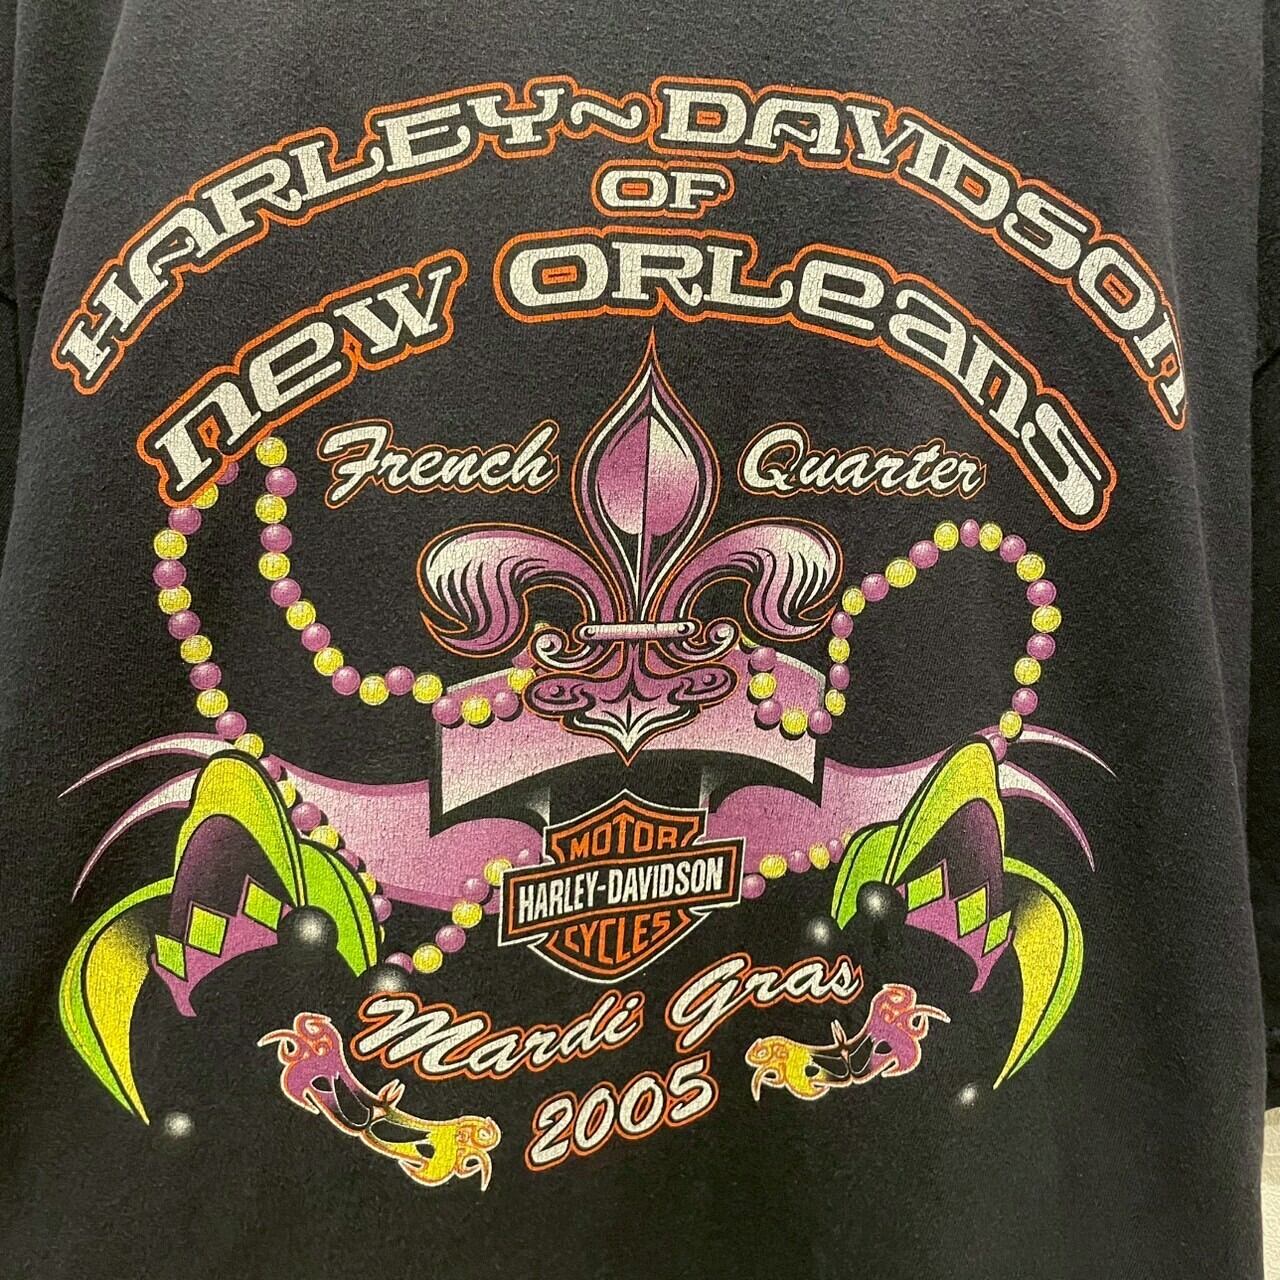 HARLEY~DAVIDSON
OF
New ORLeans
French Quarter
MOTOR
HARLEY-DAVIDSON
CYCLES
Mardi Gras
2005